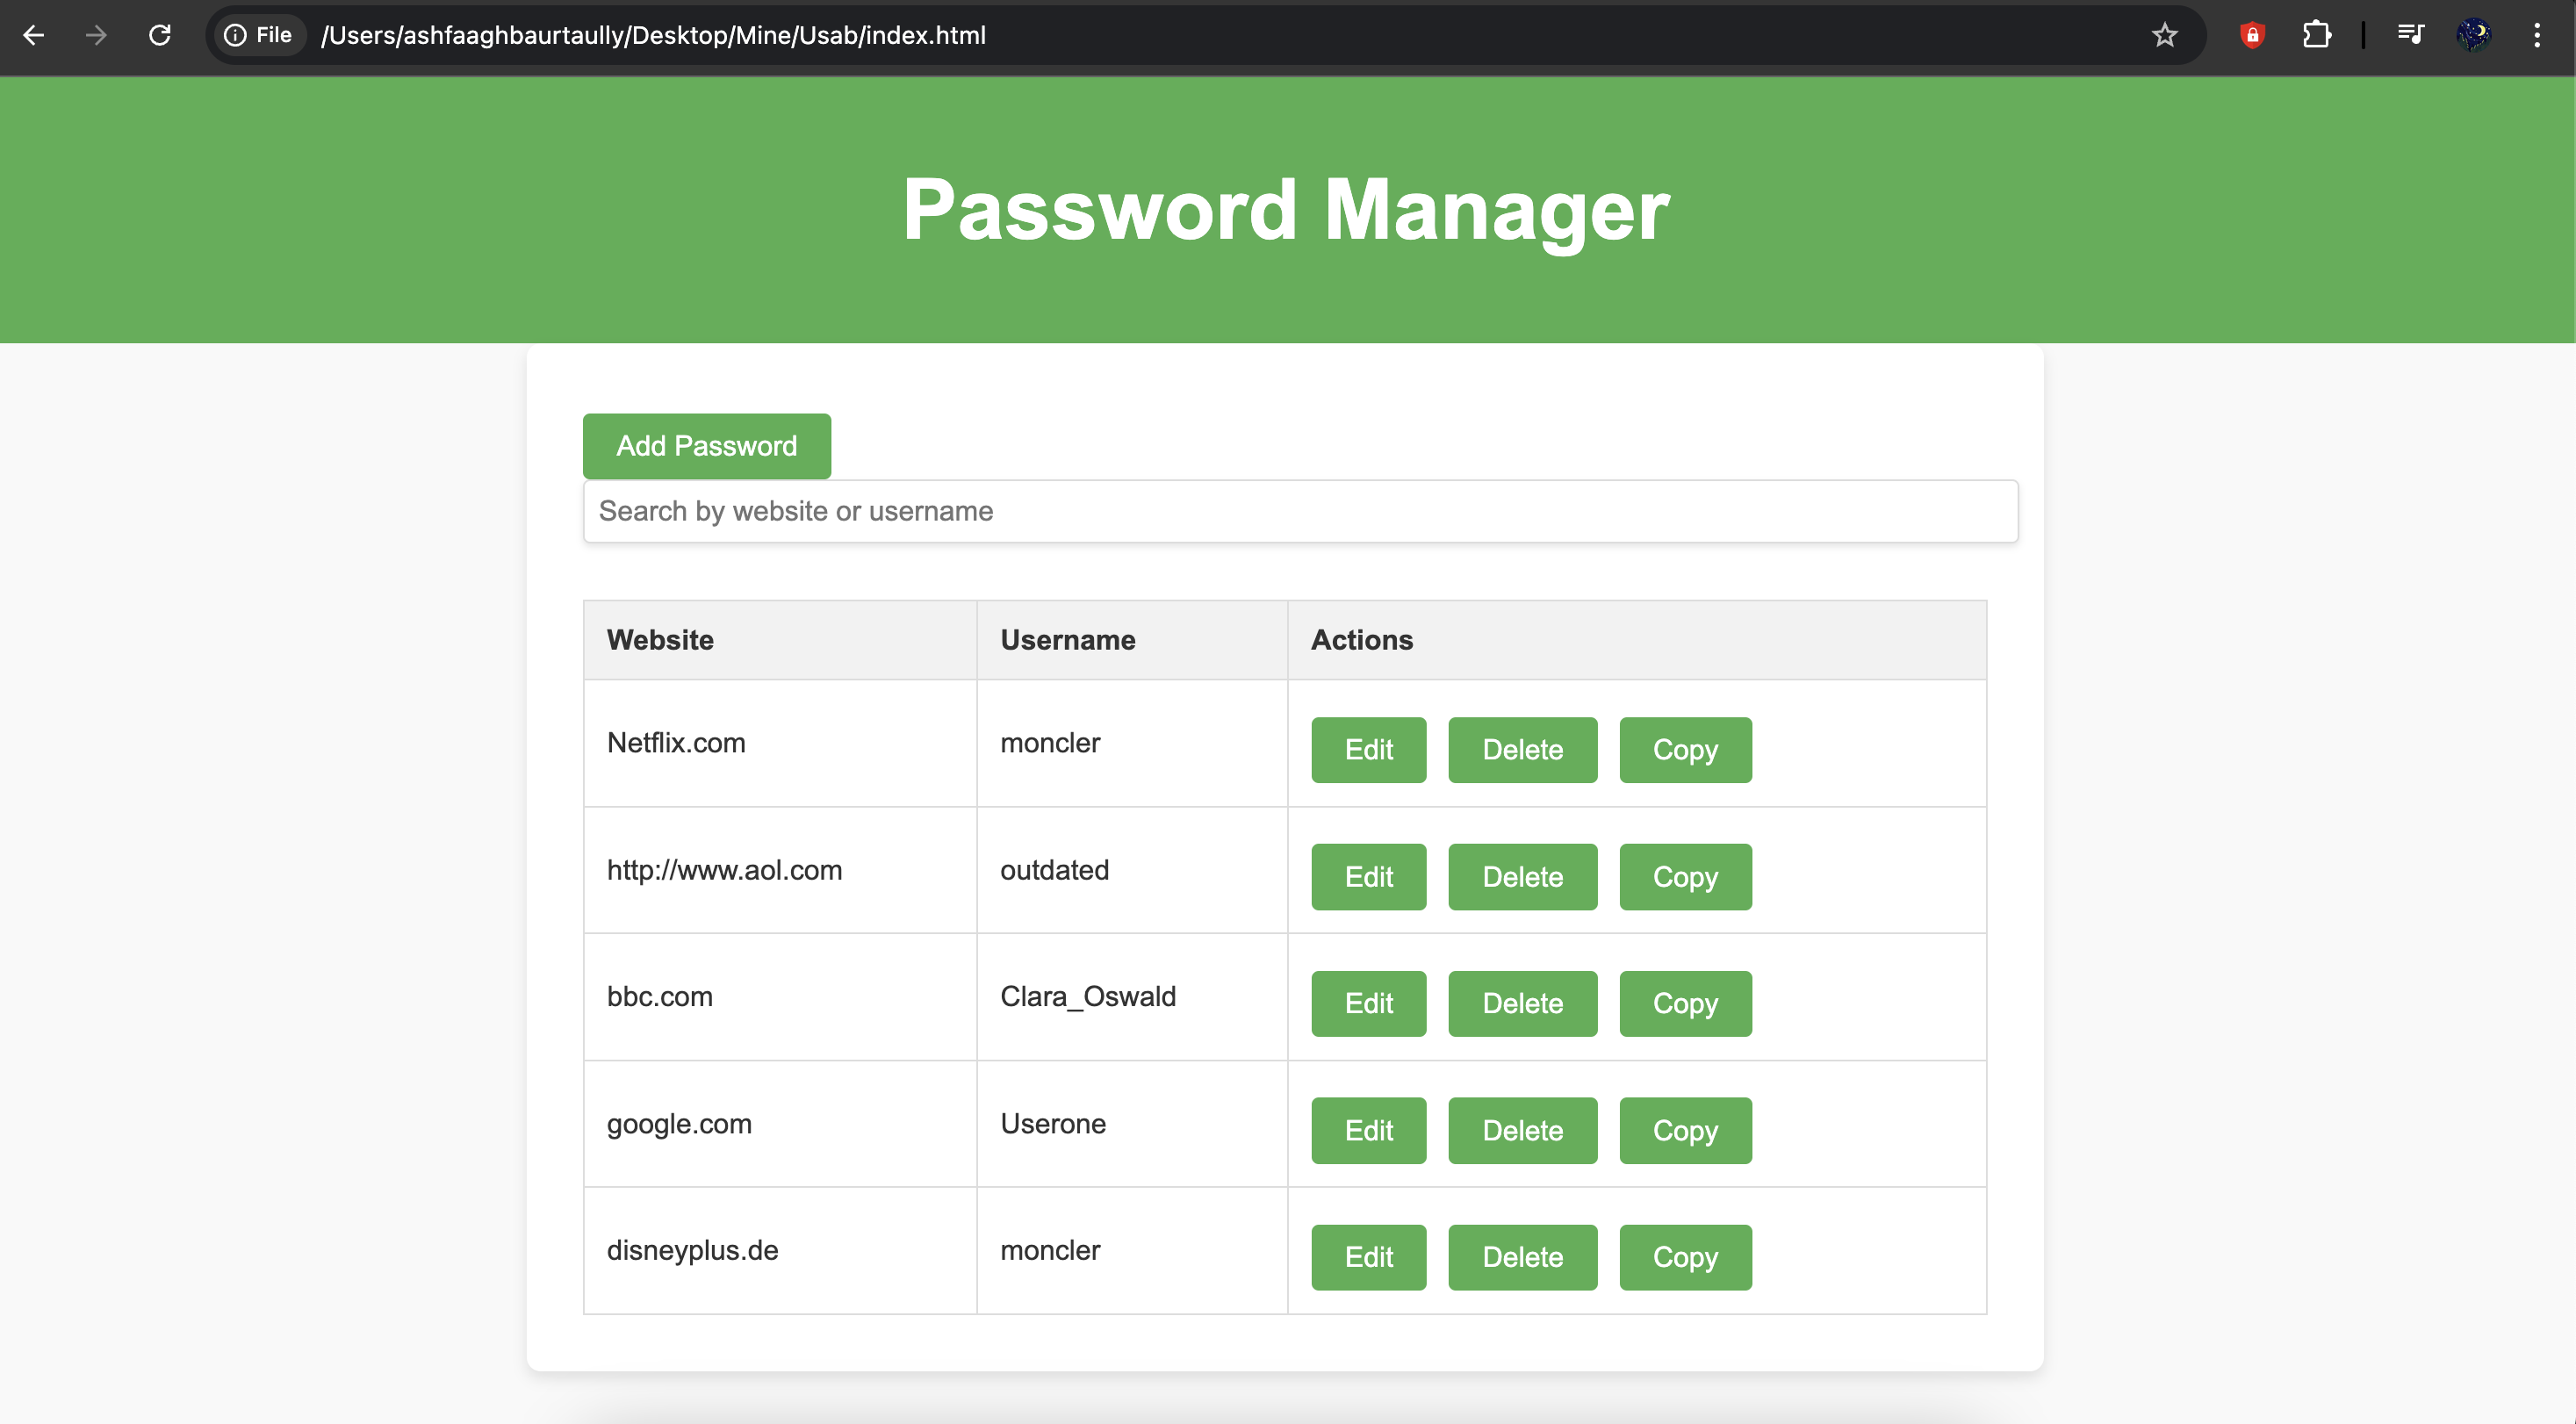 File /Users/ashfaaghbaurtaully/Desktop/Mine/Usab/index.html
Password Manager
Add Password
Search by website or username
Website Username Actions
Netflix.com moncler Edit Delete Copy
http://www.aol.com outdated Edit Delete Copy
bbc.com Clara_Oswald Edit Delete Copy
google.com Userone Edit Delete Copy
disneyplus.de moncler Edit Delete Copy